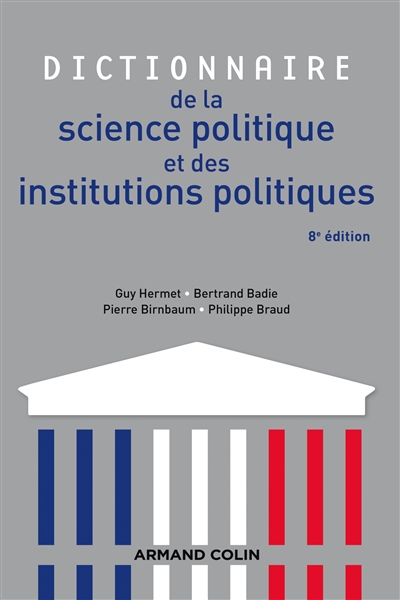 DICTIONNAIRE
de la
science politique
et des
institutions politiques
8e édition
Guy Hermet • Bertrand Badie
Pierre Birnbaum • Philippe Braud
ARMAND COLIN